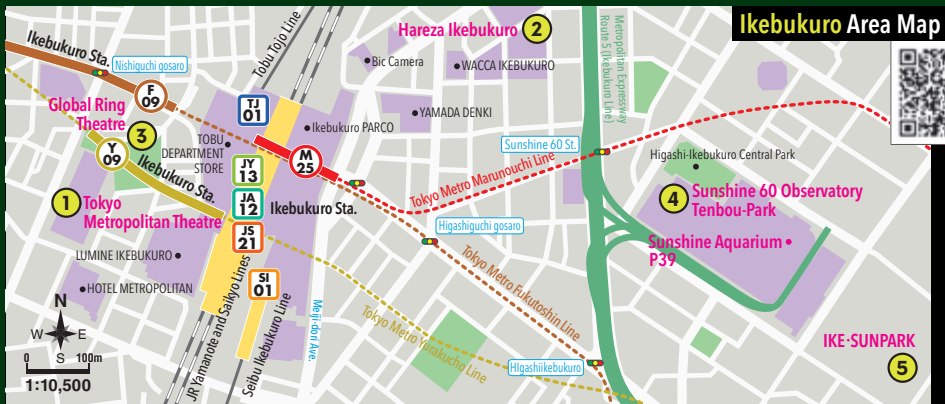 Ikebukuro Area Map
Ikebukuro Sta.
Nishiguchi gosaro
F
09
Tobu Tojo Line
Hareza Ikebukuro 2
Bic Camera
WACCA IKEBUKURO
YAMADA DENKI
Metropolitan Expressway
Route 5 (Ikebukuro Line)
Global Ring
Theatre
3
Y
09
Ikebukuro Sta.
TOBU
DEPARTMENT
STORE
TJ
01
Ikebukuro PARCO
M
25
JY
13
JA
12
Ikebukuro Sta.
JS
21
SI
01
Sunshine 60 St.
Tokyo Metro Marunouchi Line
Higashi-Ikebukuro Central Park
4 Sunshine 60 Observatory
Tenbou-Park
Sunshine Aquarium
P39
1 Tokyo
Metropolitan Theatre
LUMINE IKEBUKURO
HOTEL METROPOLITAN
Higashiguchi gosaro
Tokyo Metro Fukutoshin Line
Tokyo Metro Yurakucho Line
Meiji-dori Ave.
JR Yamanote and Saikyo Lines
Seibu Ikebukuro Line
HIgashiikebukuro
IKE·SUNPARK
5
N
W E
S
0 100m
1:10,500